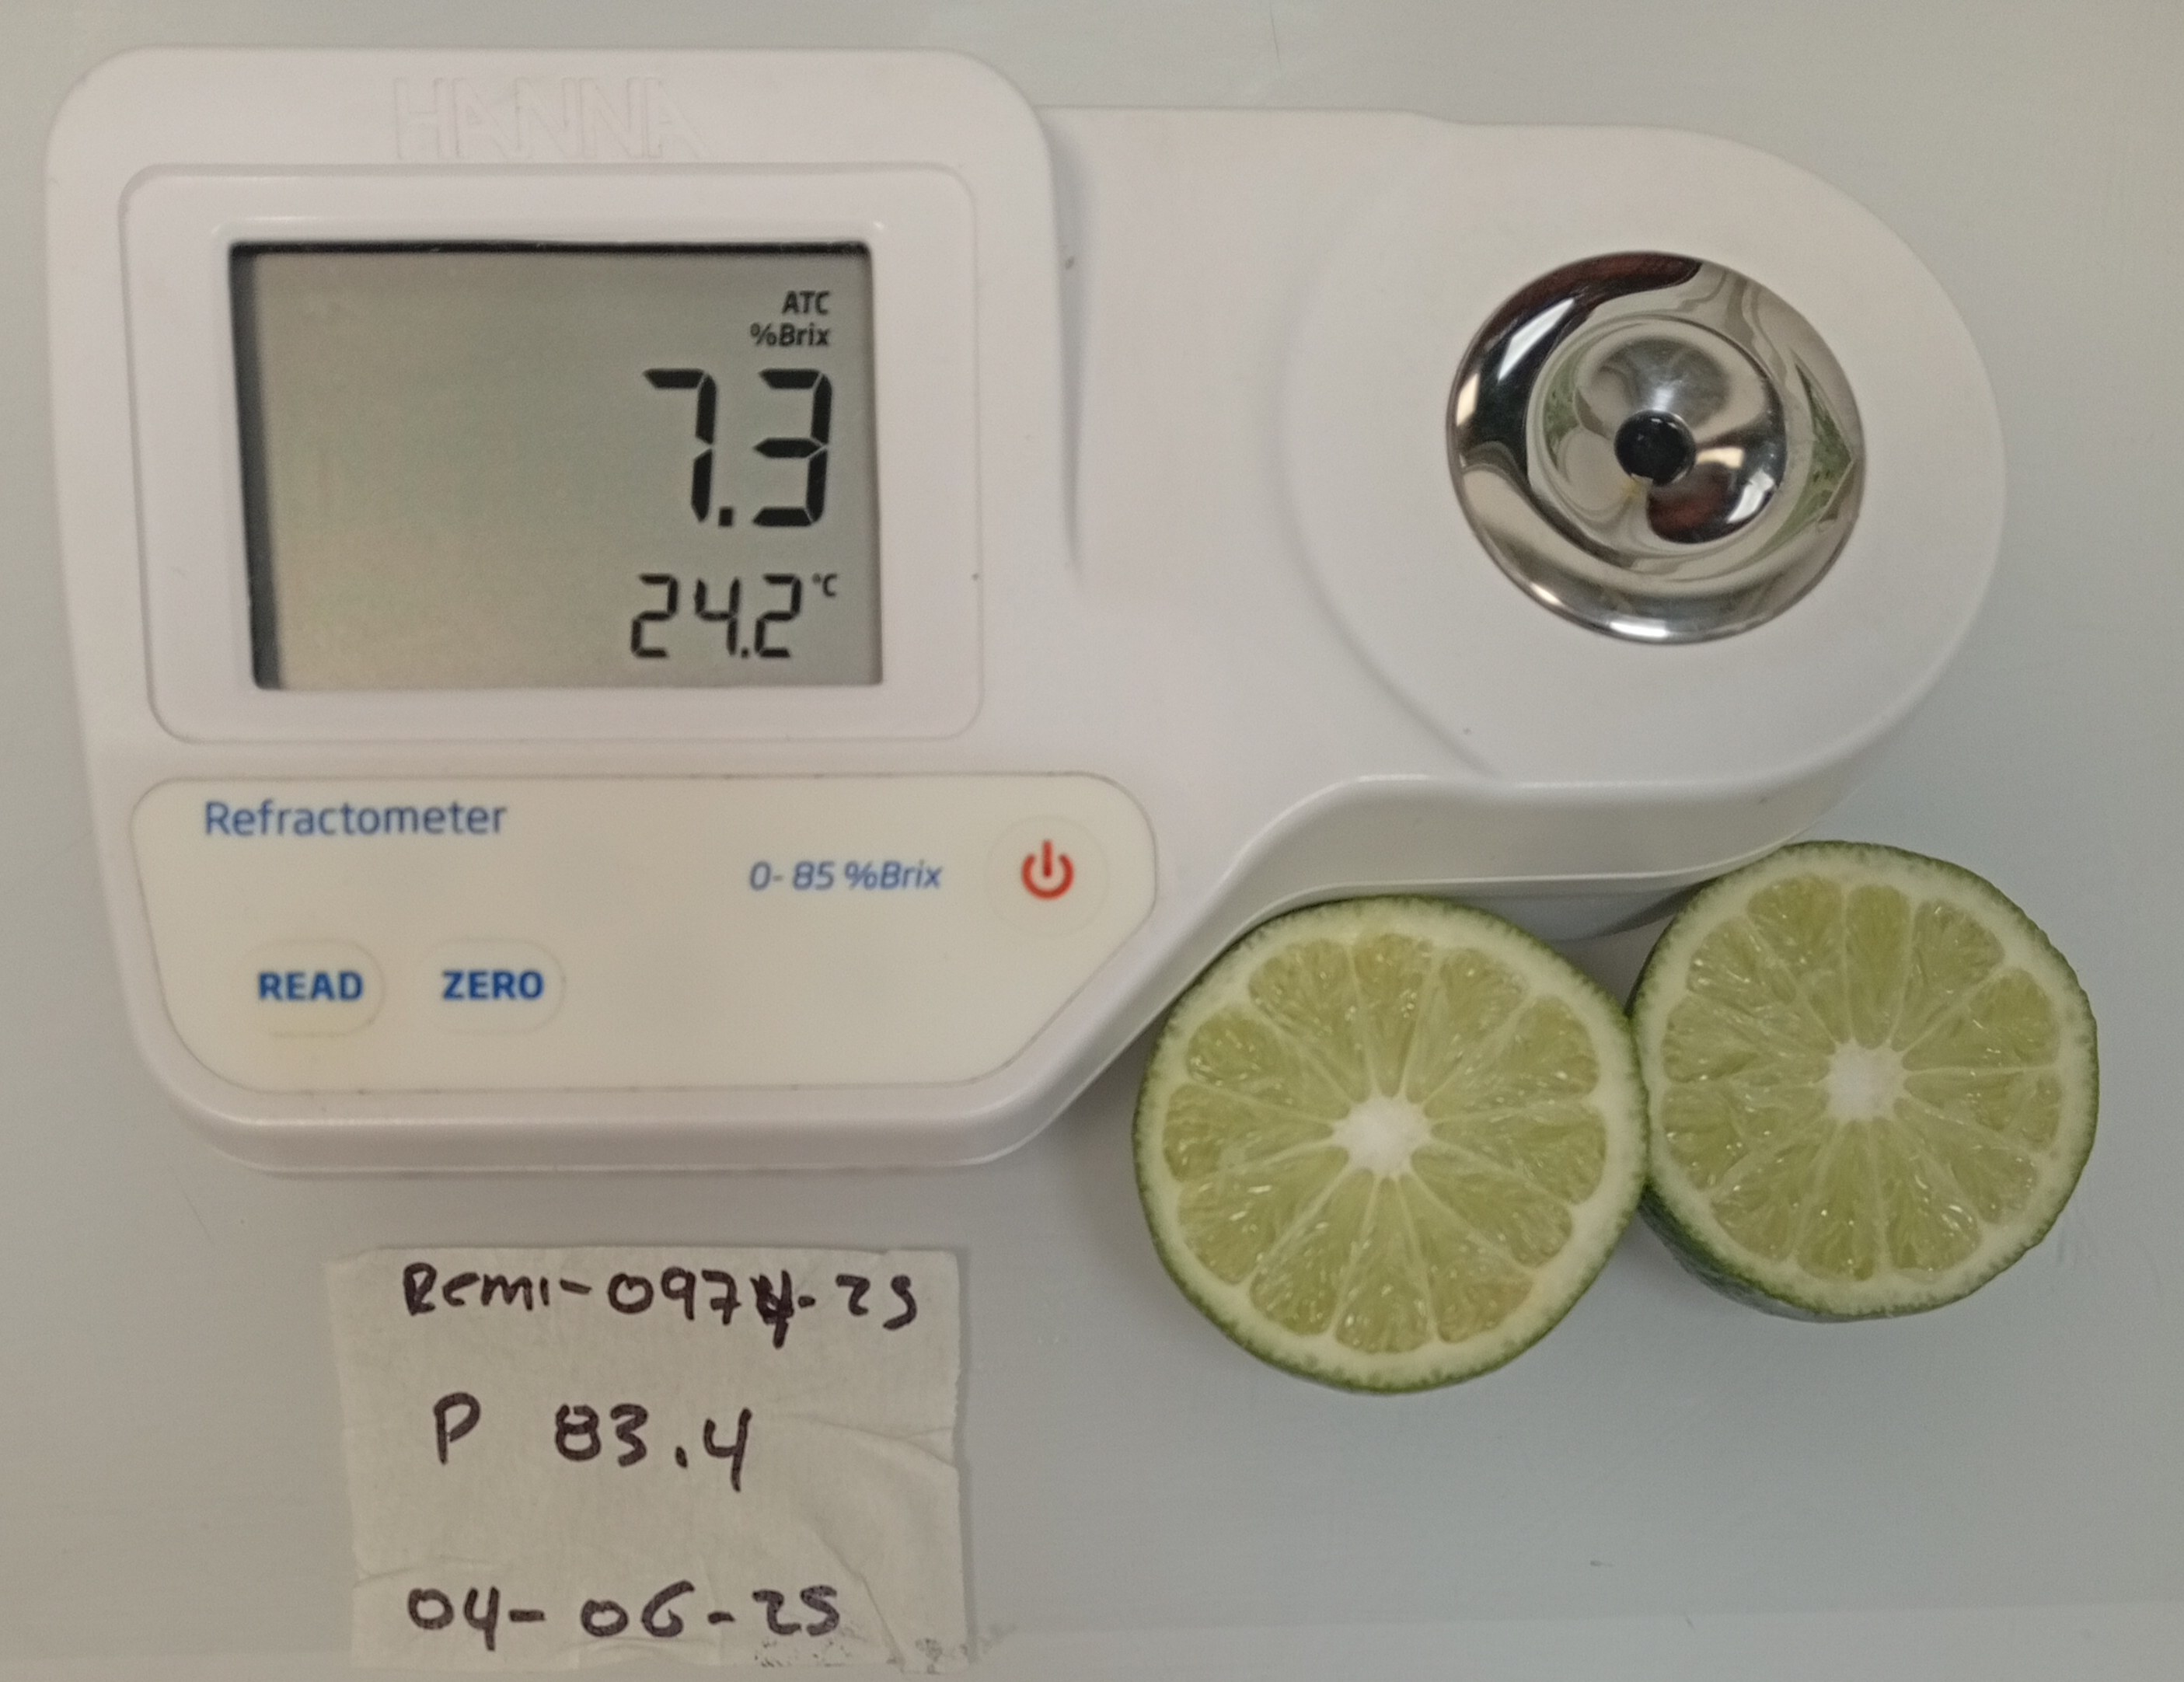 HANNA
ATC
%Brix
7.3
24.2°C
Refractometer
0-85 %Brix
READ
ZERO
Remi-0974-25
P 83.4
04-06-25